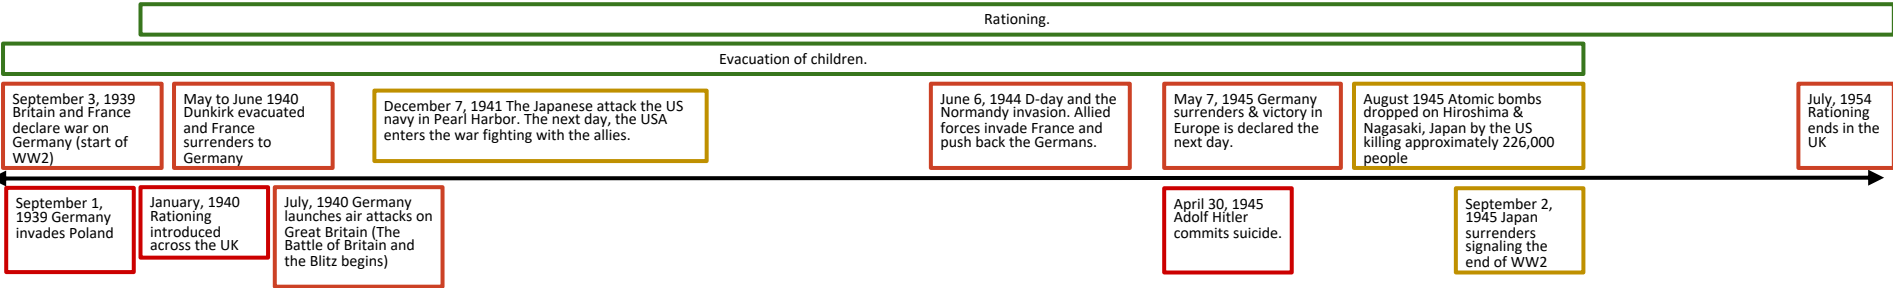 Rationing.
Evacuation of children.
September 3, 1939
Britain and France
declare war on
Germany (start of
WW2)
May to June 1940
Dunkirk evacuated
and France
surrenders to
Germany
December 7, 1941 The Japanese attack the US
navy in Pearl Harbor. The next day, the USA
enters the war fighting with the allies.
June 6, 1944 D-day and the
Normandy invasion. Allied
forces invade France and
push back the Germans.
May 7, 1945 Germany
surrenders & victory in
Europe is declared the
next day.
August 1945 Atomic bombs
dropped on Hiroshima &
Nagasaki, Japan by the US
killing approximately 226,000
people
July, 1954
Rationing
ends in the
UK
September 1,
1939 Germany
invades Poland
January, 1940
Rationing
introduced
across the UK
July, 1940 Germany
launches air attacks on
Great Britain (The
Battle of Britain and
the Blitz begins)
April 30, 1945
Adolf Hitler
commits suicide.
September 2,
1945 Japan
surrenders
signaling the
end of WW2